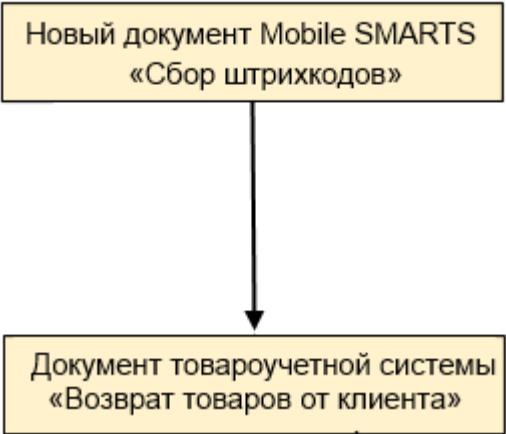 Новый документ Mobile SMARTS
«Сбор штрихкодов»
Документ товароучетной системы
«Возврат товаров от клиента»